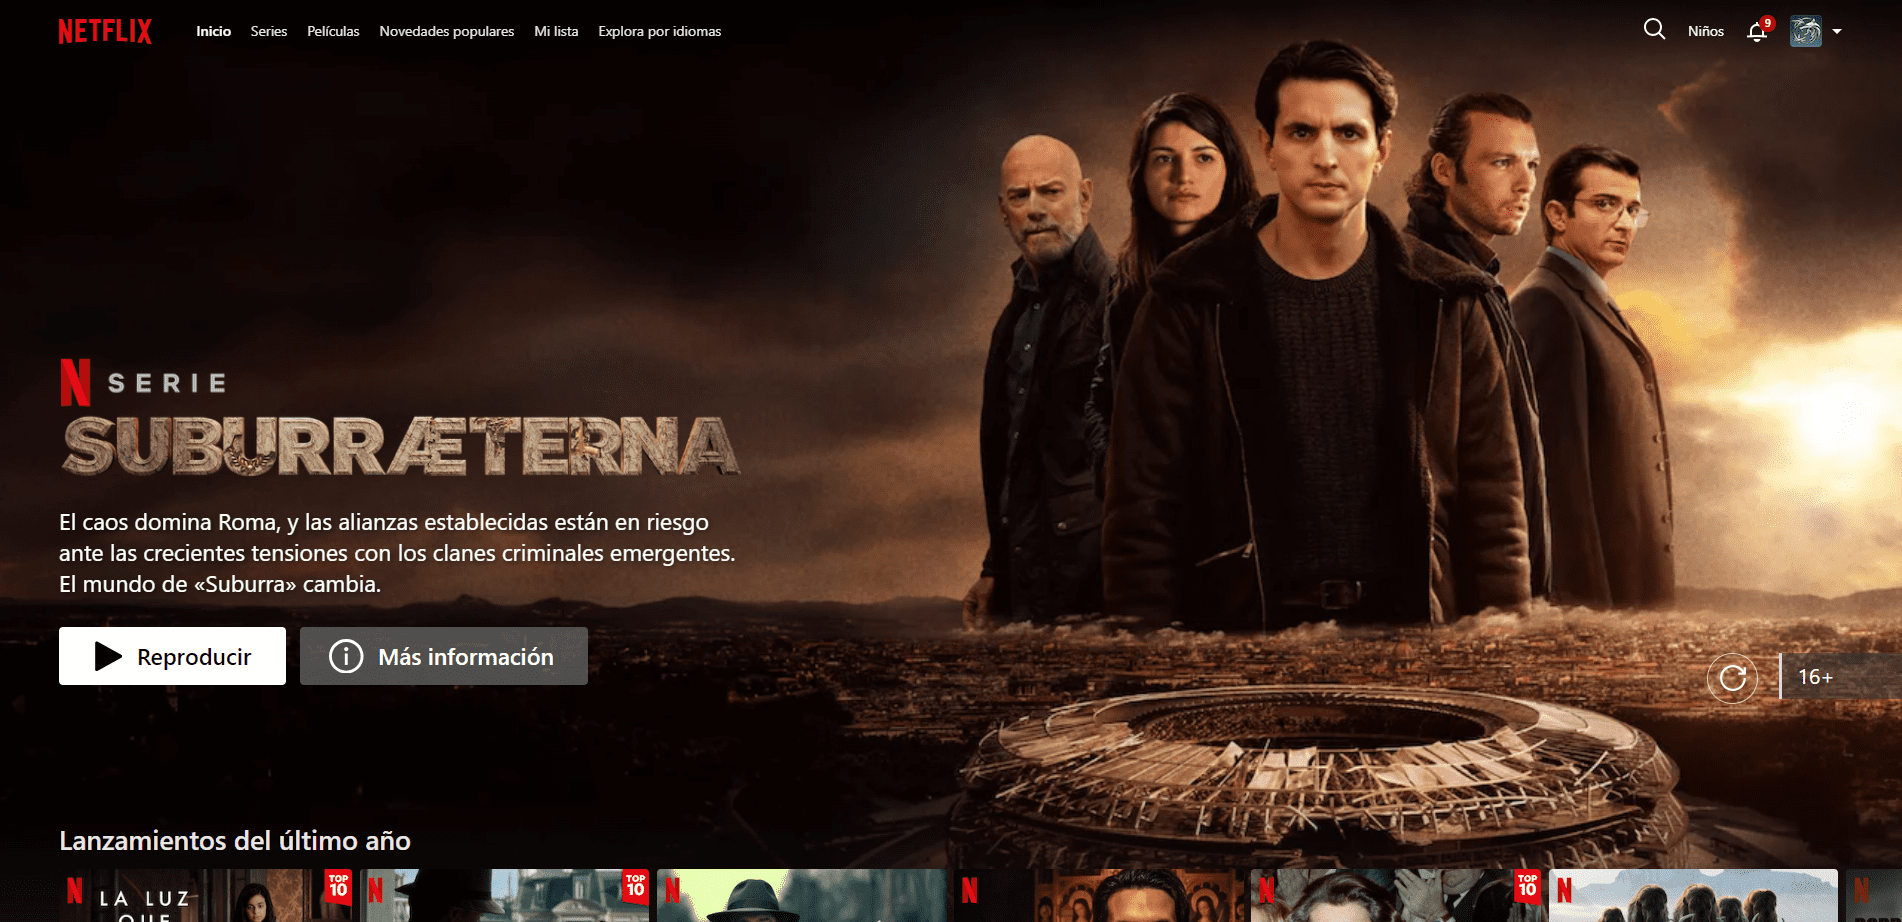 NETFLIX
Inicio Series Películas Novedades populares Mi lista Explora por idiomas
Niños 9
N SERIE
SUBURRÆTERNA
El caos domina Roma, y las alianzas establecidas están en riesgo
ante las crecientes tensiones con los clanes criminales emergentes.
El mundo de «Suburra» cambia.
Reproducir
Más información
16+
Lanzamientos del último año
N
LA LUZ
QUE
TOP
10
N
TOP
10
N
N
N
TOP
10
N
N